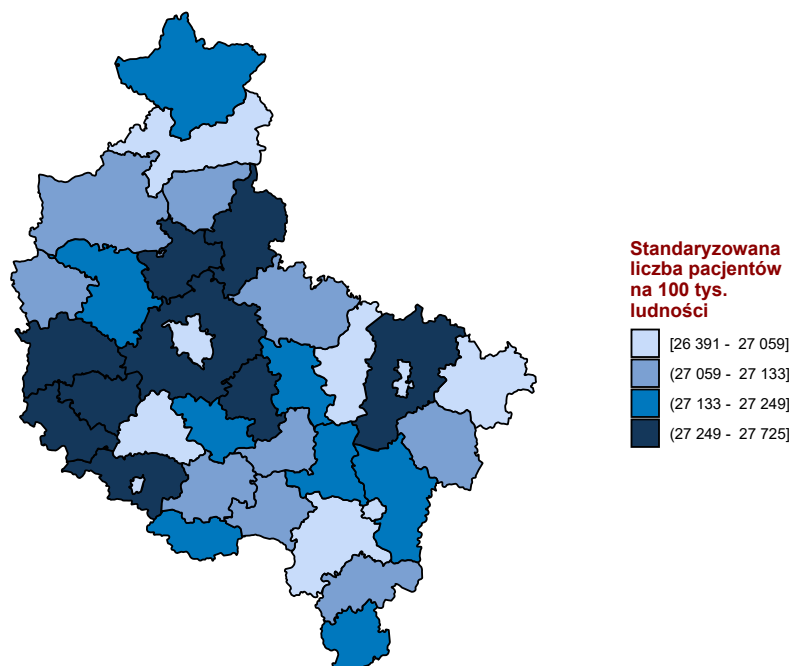 Standaryzowana
liczba pacjentów
na 100 tys.
ludności
[26 391 - 27 059]
(27 059 - 27 133]
(27 133 - 27 249]
(27 249 - 27 725]